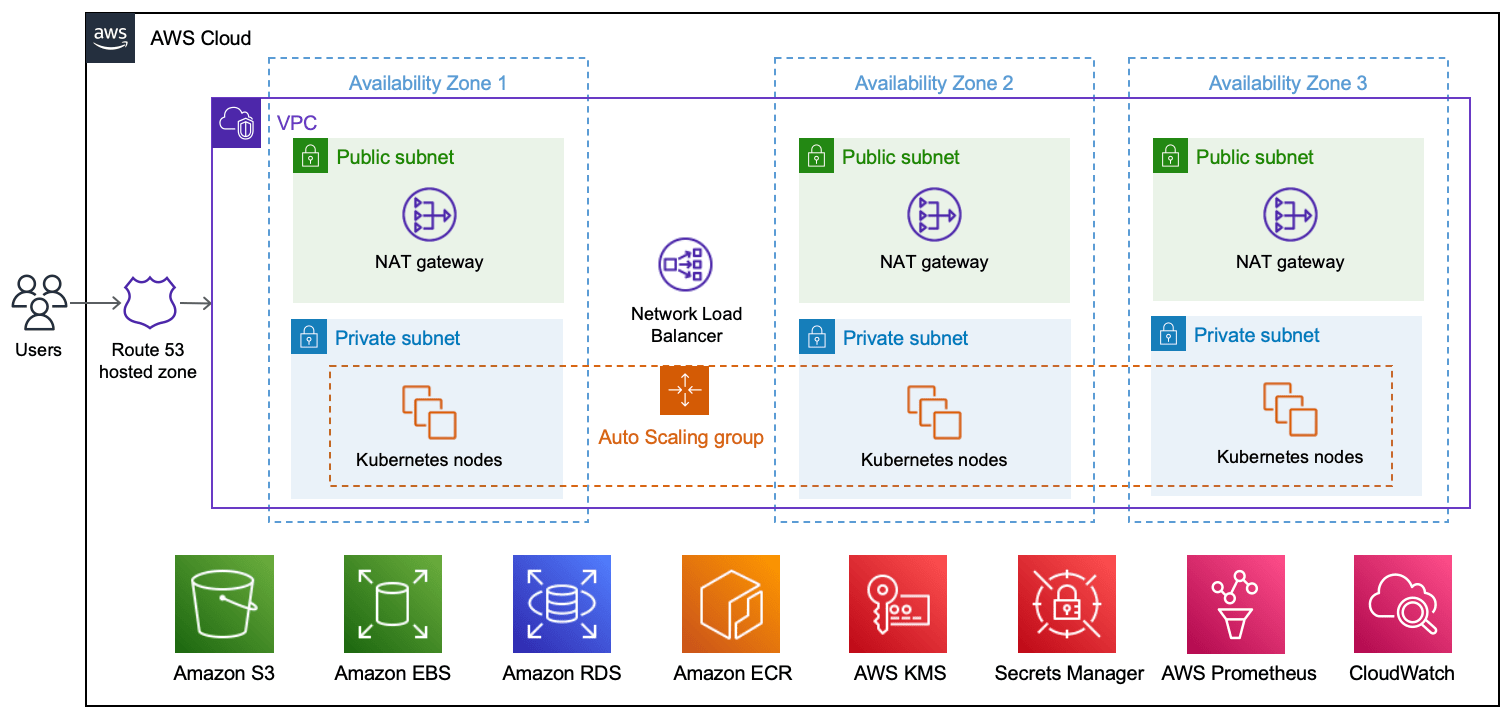 aws
AWS Cloud
Availability Zone 1
Availability Zone 2
Availability Zone 3
VPC
Public subnet
Public subnet
Public subnet
NAT gateway
NAT gateway
NAT gateway
Network Load
Balancer
Users
Route 53
hosted zone
Private subnet
Private subnet
Private subnet
Auto Scaling group
Kubernetes nodes
Kubernetes nodes
Kubernetes nodes
Amazon S3
Amazon EBS
Amazon RDS
Amazon ECR
AWS KMS
Secrets Manager
AWS Prometheus
CloudWatch